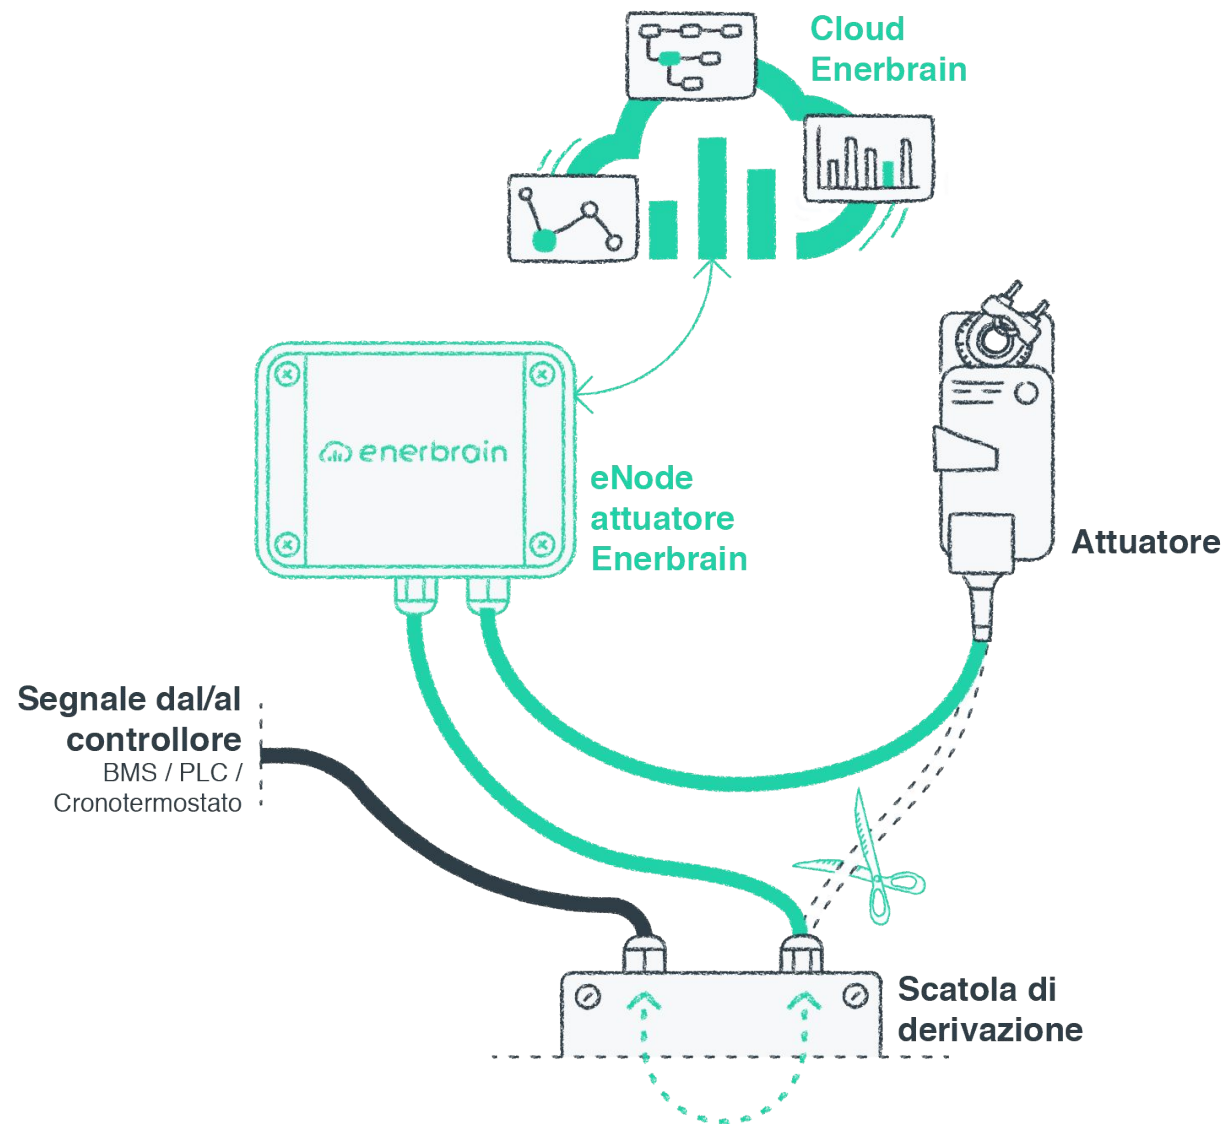 Cloud
Enerbrain
enerbrain
eNode
attuatore
Enerbrain
Attuatore
Segnale dal/al
controllore
BMS / PLC /
Cronotermostato
Scatola di
derivazione